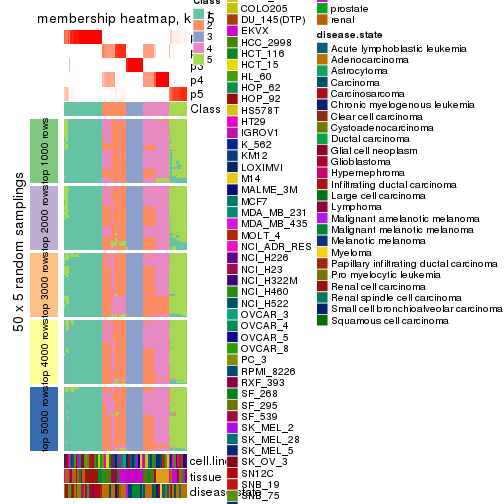 membership heatmap, k = 5
p3
p4
p5
Class
Class
1
2
3
4
5
50 x 5 random samplings
top 1000 rows
top 2000 rows
top 3000 rows
top 4000 rows
top 5000 rows
cell.line
tissue
disease.state
COLO205
DU_145(DTP)
EKVX
HCC_2998
HCT_116
HCT_15
HL_60
HOP_62
HOP_92
HS578T
HT29
IGROV1
K_562
KM12
LOXIMVI
M14
MALME_3M
MCF7
MDA_MB_231
MDA_MB_435
MOLT_4
NCI_ADR_RES
NCI_H226
NCI_H23
NCI_H322M
NCI_H460
NCI_H522
OVCAR_3
OVCAR_4
OVCAR_5
OVCAR_8
PC_3
RPMI_8226
RXF_393
SF_268
SF_295
SF_539
SK_MEL_2
SK_MEL_28
SK_MEL_5
SK_OV_3
SN12C
SNB_19
SNB_75
prostate
renal
disease.state
Acute lymphoblastic leukemia
Adenocarcinoma
Astrocytoma
Carcinoma
Carcinosarcoma
Chronic myelogenous leukemia
Clear cell carcinoma
Cystoadenocarcinoma
Ductal carcinoma
Glial cell neoplasm
Glioblastoma
Hypernephroma
Infiltrating ductal carcinoma
Large cell carcinoma
Lymphoma
Malignant amelanotic melanoma
Malignant melanotic melanoma
Melanotic melanoma
Myeloma
Papillary infiltrating ductal carcinoma
Pro myelocytic leukemia
Renal cell carcinoma
Renal spindle cell carcinoma
Small cell bronchioalveolar carcinoma
Squamous cell carcinoma